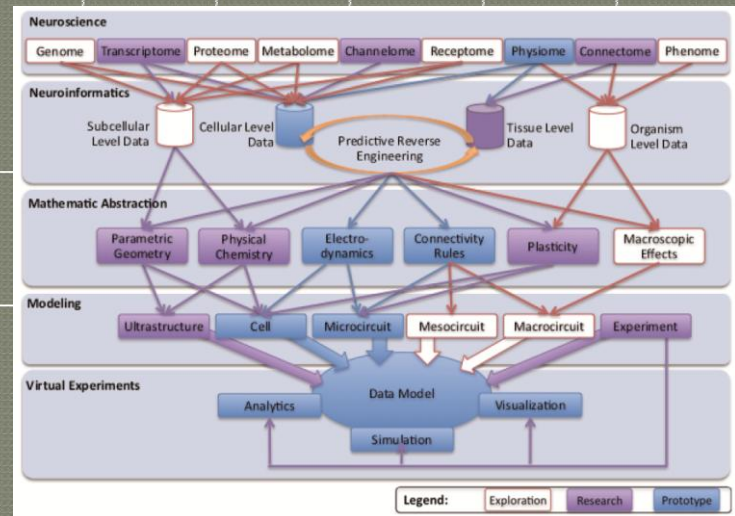 Neuroscience
Genome Transcriptome Proteome Metabolome Channelome Receptome Physiome Connectome Phenome
Neuroinformatics
Subcellular
Level Data
Cellular Level
Data
Predictive Reverse
Engineering
Tissue Level
Data
Organism
Level Data
Mathematic Abstraction
Parametric
Geometry
Physical
Chemistry
Electro-
dynamics
Connectivity
Rules
Plasticity
Macroscopic
Effects
Modeling
Ultrastructure Cell Microcircuit Mesocircuit Macrocircuit Experiment
Virtual Experiments
Data Model
Analytics
Visualization
Simulation
Legend: Exploration Research Prototype